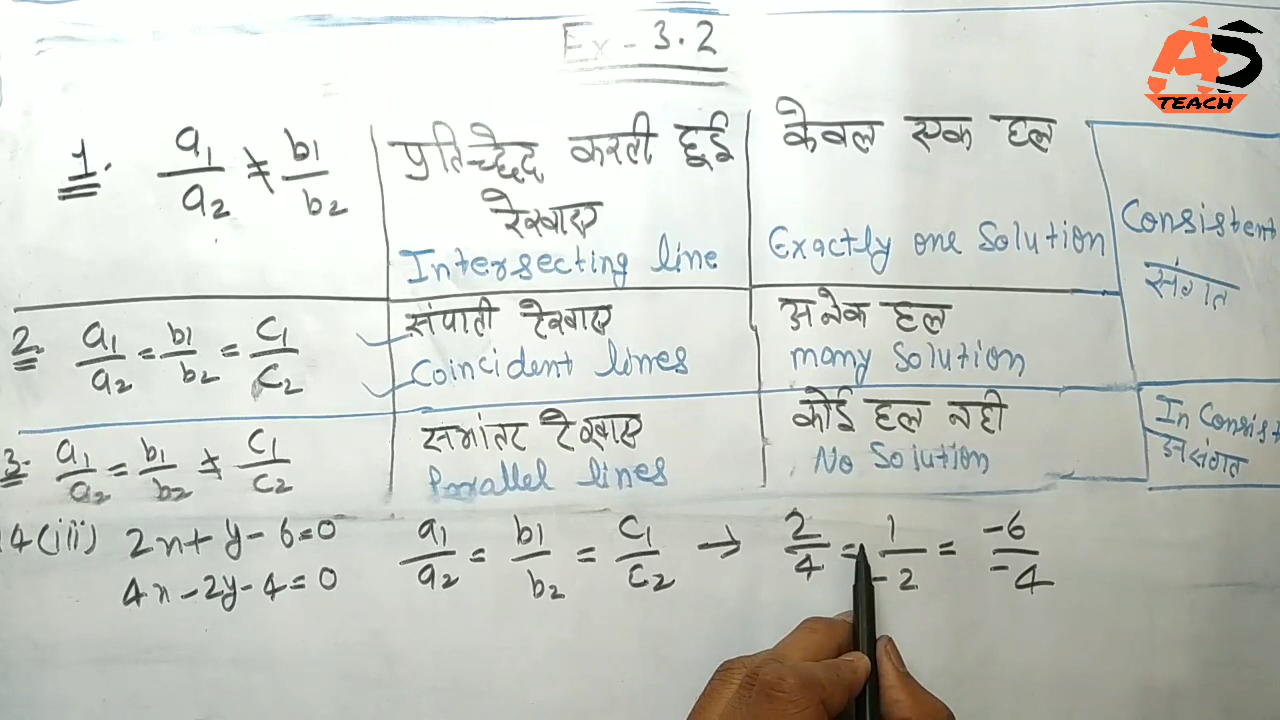 Ex - 3.2
AS
TEACH
1. a1/a2 ≠ b1/b2
प्रतिच्छेद करती हुई
रेखाए
Intersecting line
केवल एक हल
Exactly one Solution
Consistent
संगत
2. a1/a2 = b1/b2 = c1/c2
संपाती रेखाए
Coincident lines
अनेक हल
many Solution
3. a1/a2 = b1/b2 ≠ c1/c2
समांतर रेखाए
Parallel lines
कोई हल नही
No Solution
In Consist
असंगत
4(iii) 2x + y - 6 = 0
4x - 2y - 4 = 0
a1/a2 = b1/b2 = c1/c2 → 2/4 = 1/-2 = -6/-4